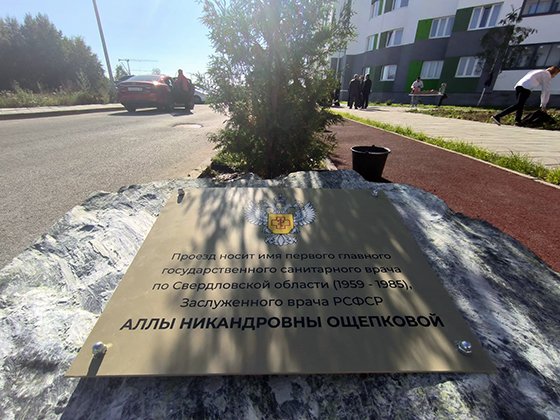 Проезд носит имя первого главного
государственного санитарного врача
по Свердловской области (1959 - 1985),
Заслуженного врача РСФСР
АЛЛЫ НИКАНДРОВНЫ ОЩЕПКОВОЙ